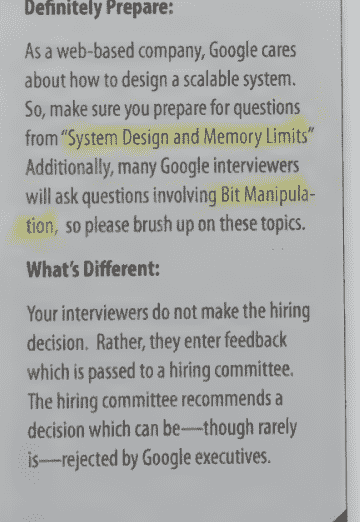 Definitely Prepare:
As a web-based company, Google cares
about how to design a scalable system.
So, make sure you prepare for questions
from “System Design and Memory Limits”
Additionally, many Google interviewers
will ask questions involving Bit Manipula-
tion, so please brush up on these topics.
What’s Different:
Your interviewers do not make the hiring
decision. Rather, they enter feedback
which is passed to a hiring committee.
The hiring committee recommends a
decision which can be—though rarely
is—rejected by Google executives.